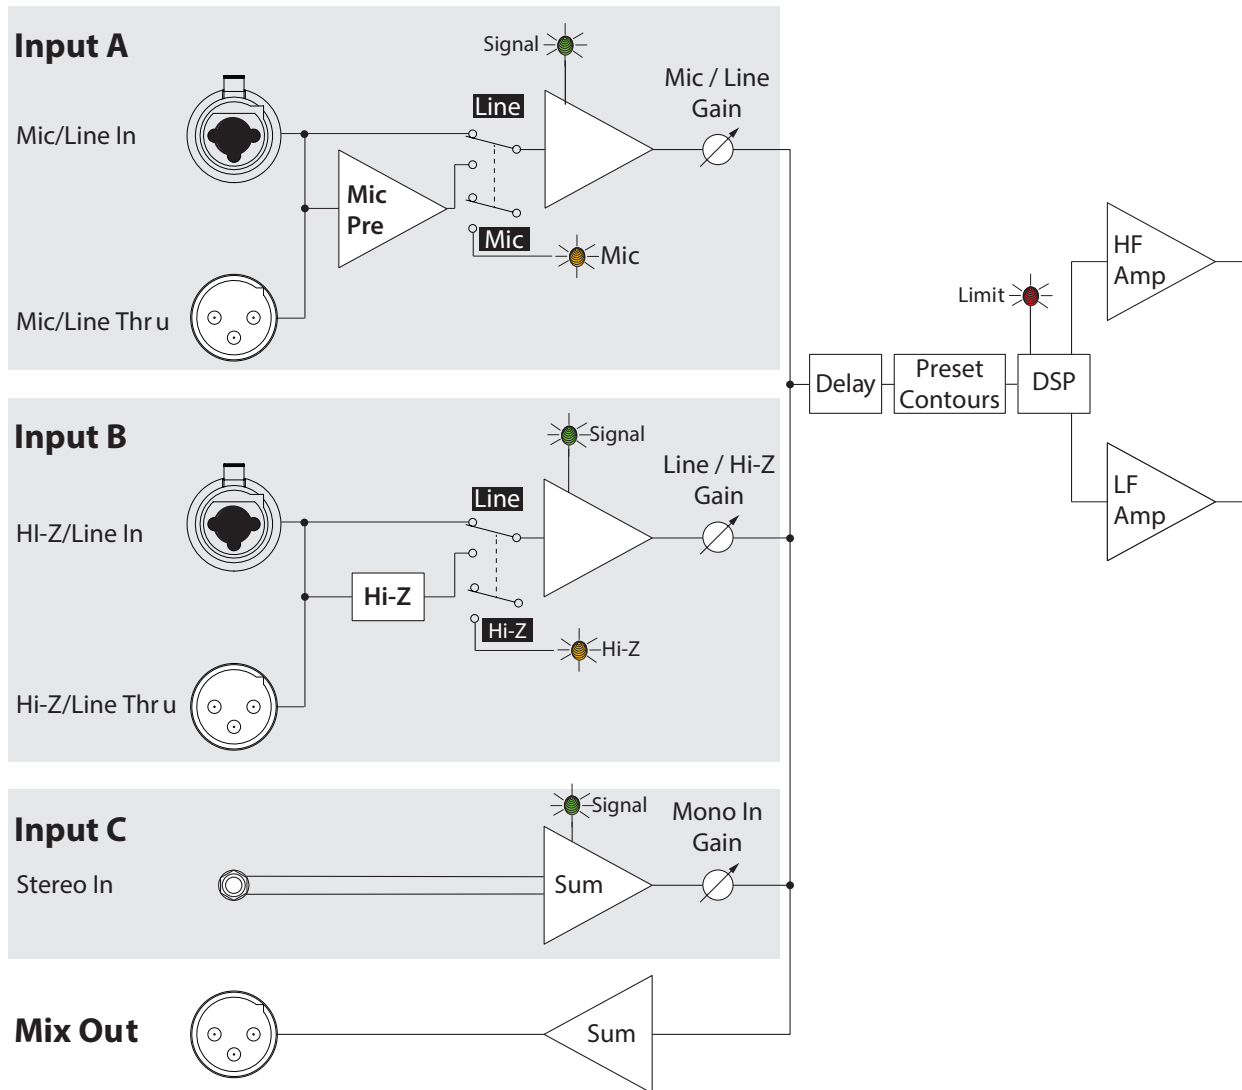 Input A
Signal
Mic / Line
Gain
Line
Mic/Line In
Mic
Pre
Mic
Mic
Mic/Line Thru
Input B
Signal
Line / Hi-Z
Gain
Line
HI-Z/Line In
Hi-Z
Hi-Z
Hi-Z
Hi-Z/Line Thru
Input C
Signal
Mono In
Gain
Stereo In
Sum
Mix Out
Sum
Delay
Preset
Contours
Limit
DSP
HF
Amp
LF
Amp